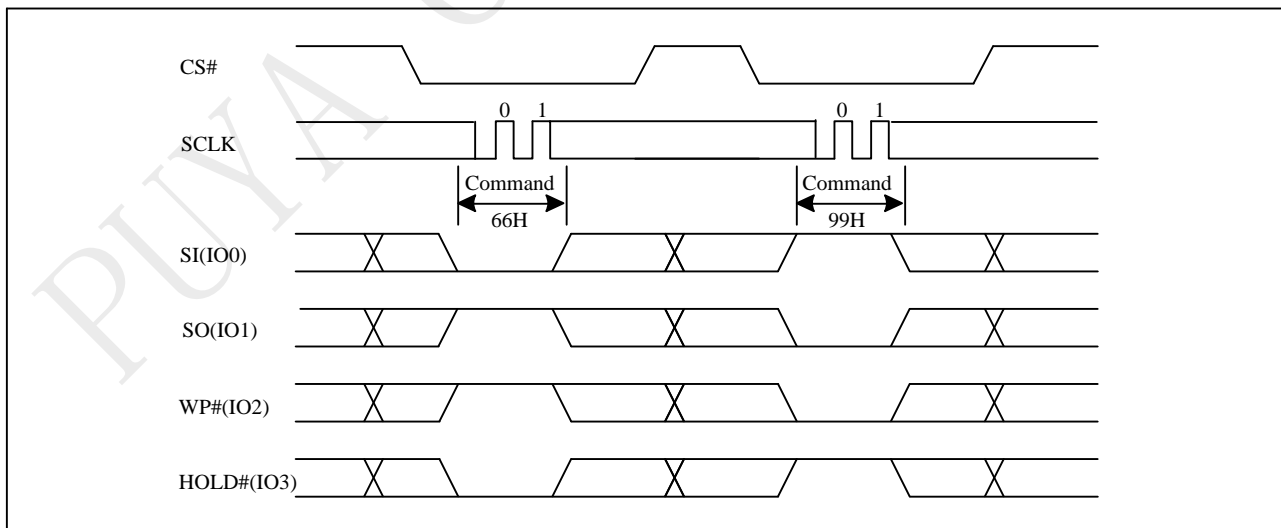 CS#
0 1 0 1
SCLK
Command Command
66H 99H
SI(IO0)
SO(IO1)
WP#(IO2)
HOLD#(IO3)
PUYA